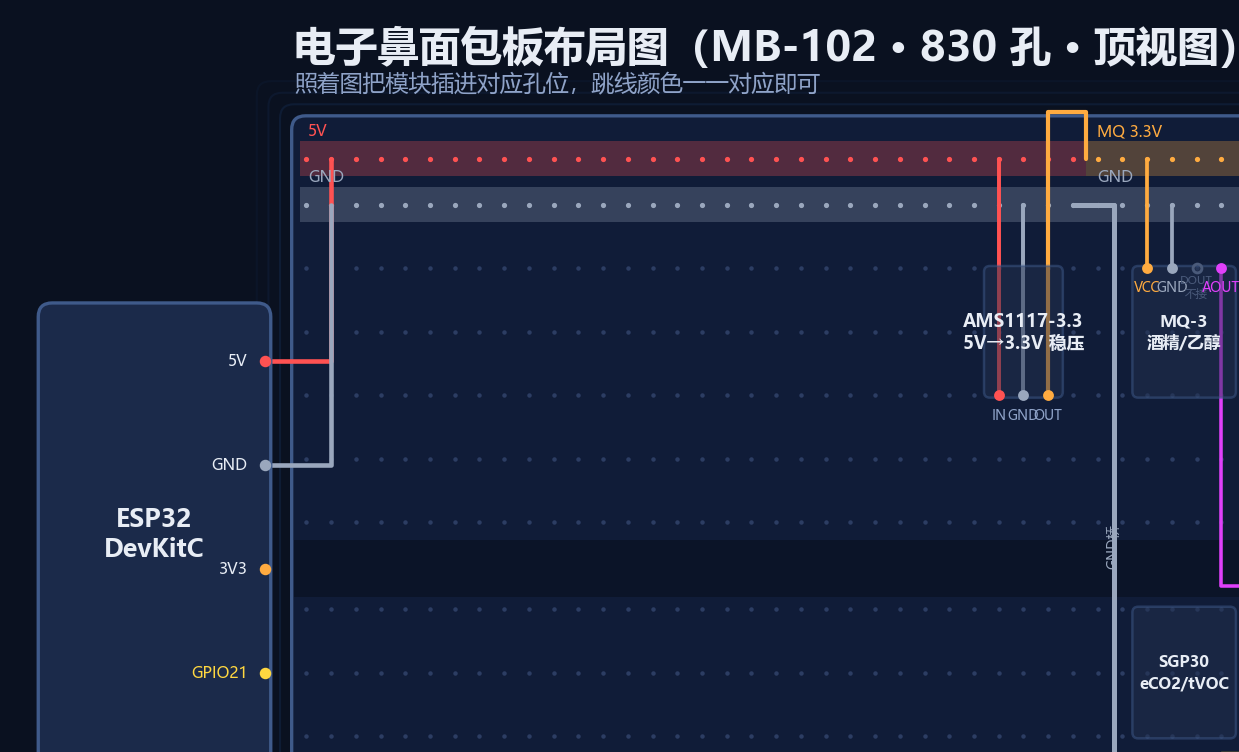 电子鼻面包板布局图（MB-102 • 830 孔 • 顶视图）
照着图把模块插进对应孔位，跳线颜色一一对应即可
5V
MQ 3.3V
GND
GND
VCC
GND
DOUT
不接
AOUT
AMS1117-3.3
5V→3.3V 稳压
MQ-3
酒精/乙醇
IN
GND
OUT
5V
GND
ESP32
DevKitC
3V3
GND桥
GPIO21
SGP30
eCO2/tVOC